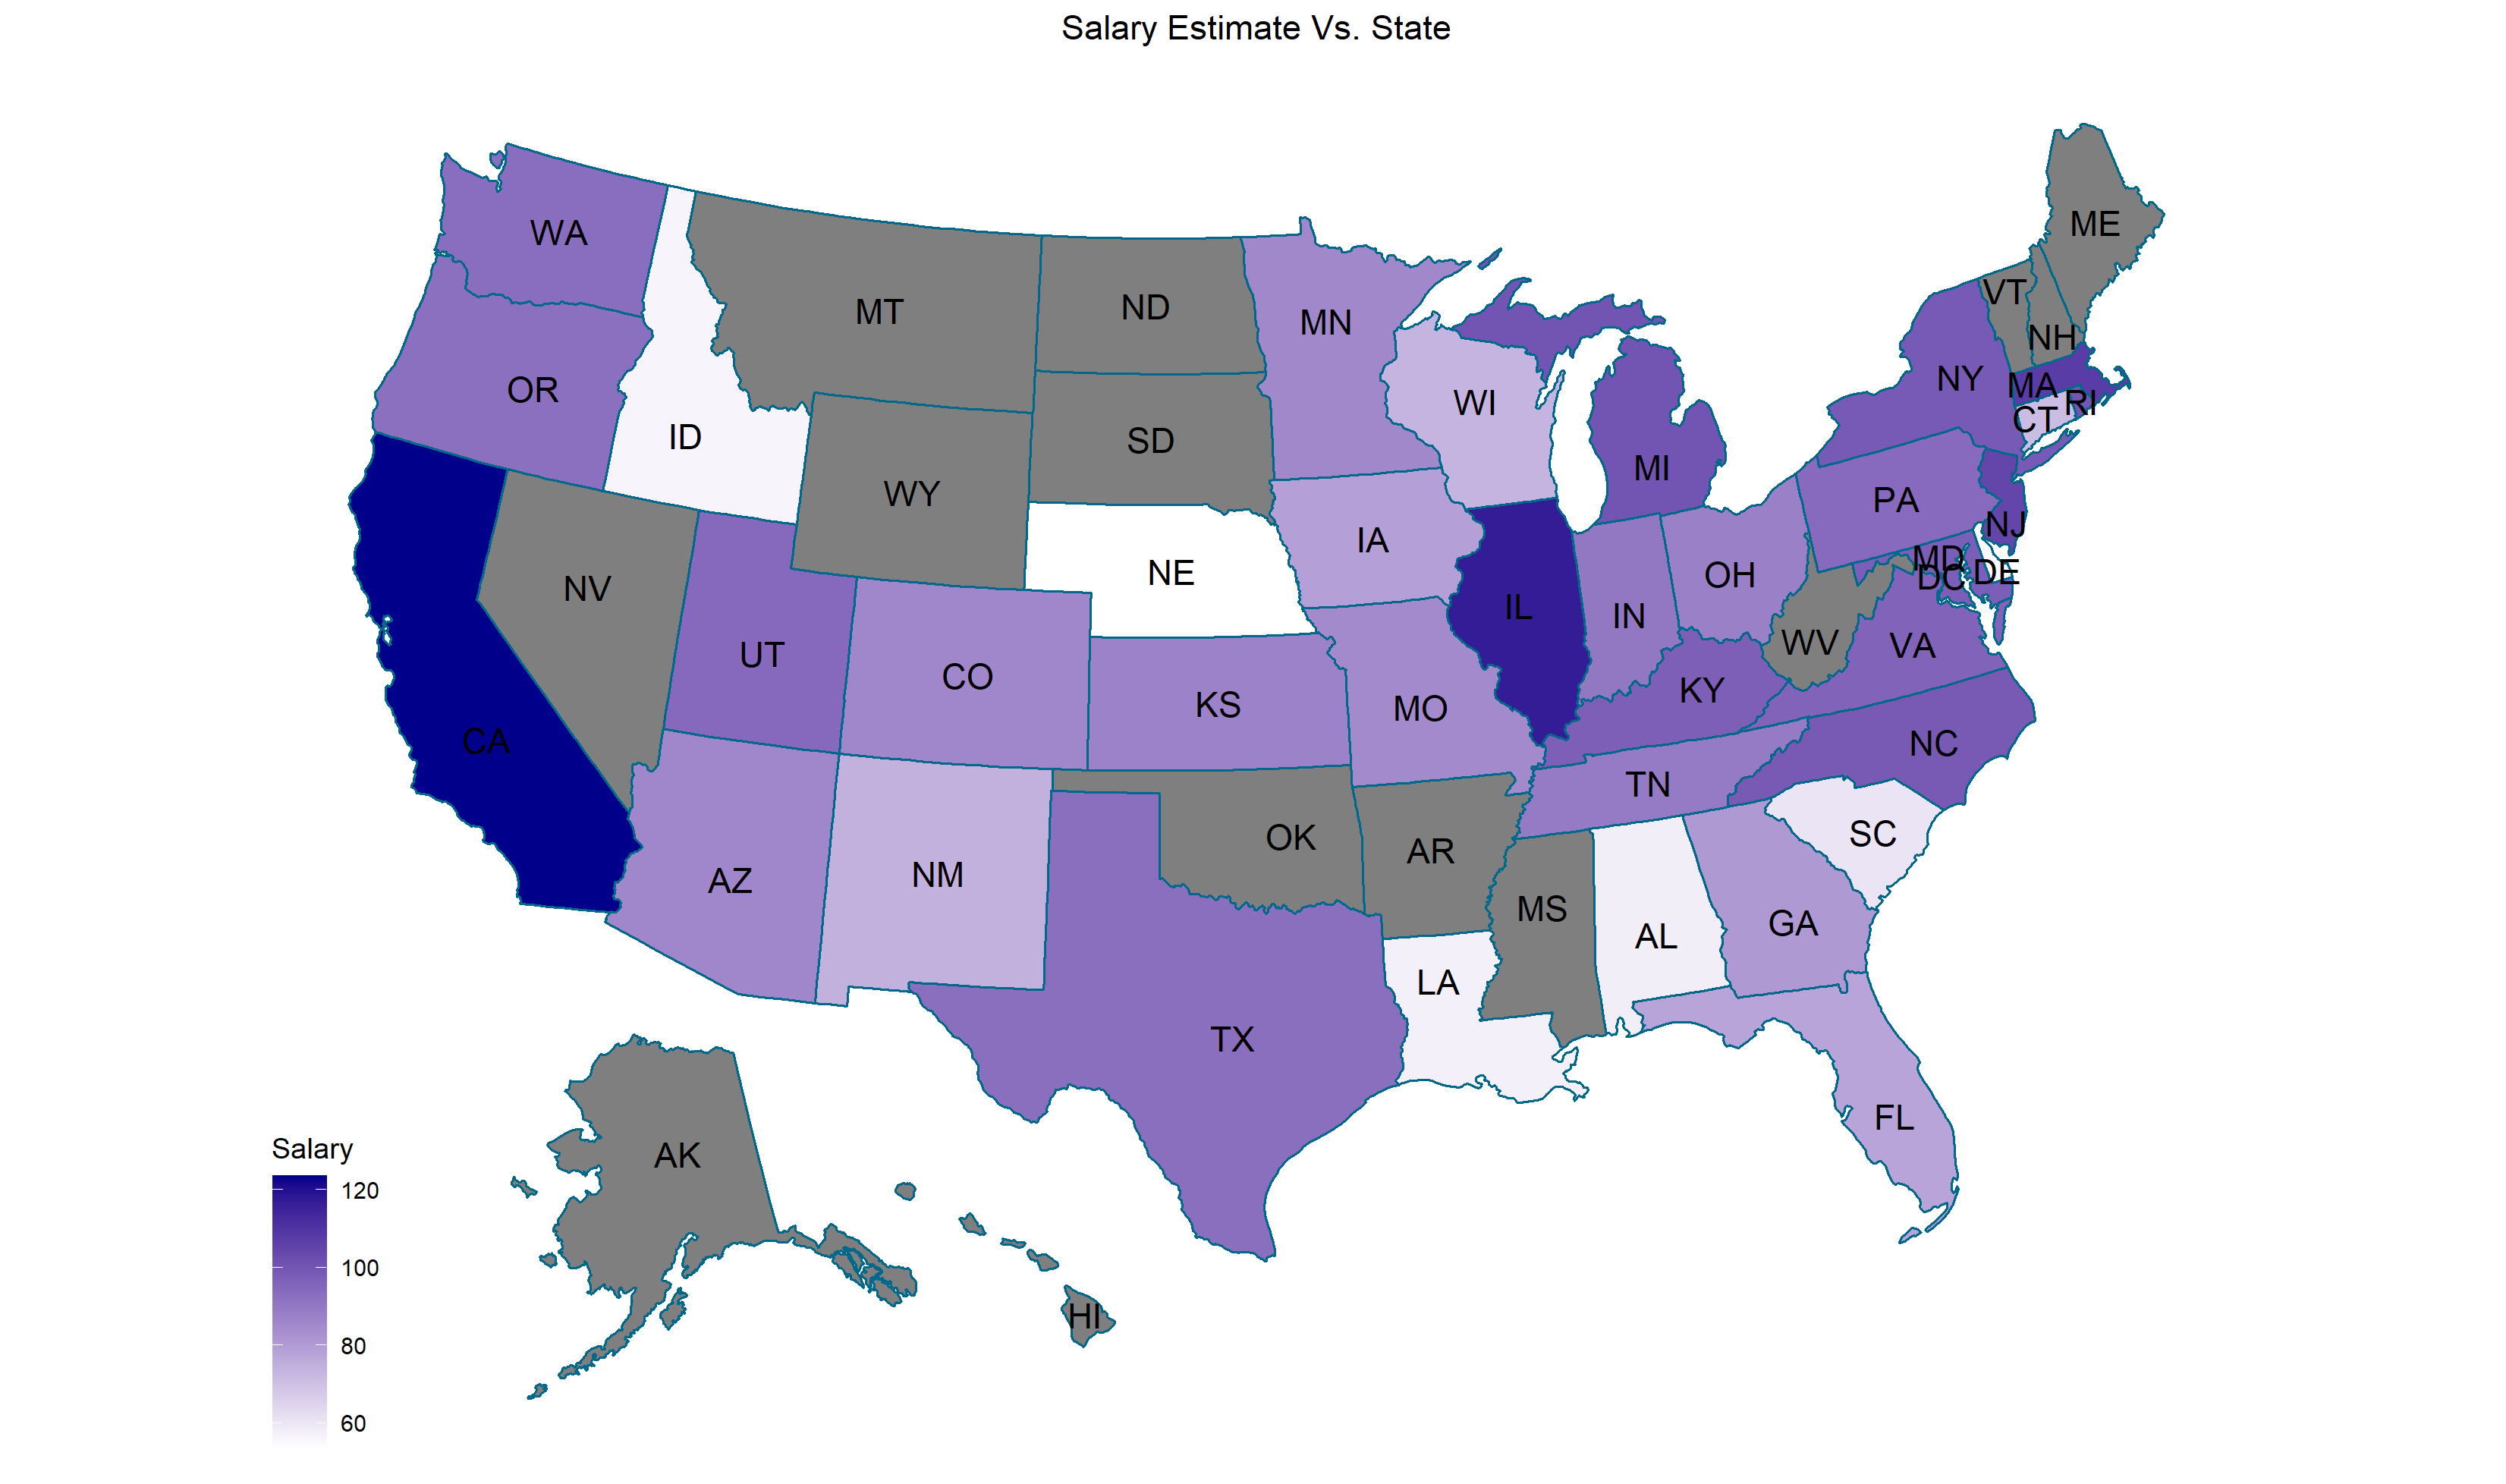 Salary Estimate Vs. State
ME
WA
VT
ND
MT
MN
NH
NY
MA
OR
WI
RI
CT
ID
SD
MI
WY
PA
NJ
IA
MD
NE
DE
OH
DC
NV
IL
IN
WV
VA
UT
CO
KY
KS
MO
CA
NC
TN
SC
OK
AR
NM
AZ
MS
GA
AL
LA
TX
FL
Salary
AK
120
100
HI
80
60